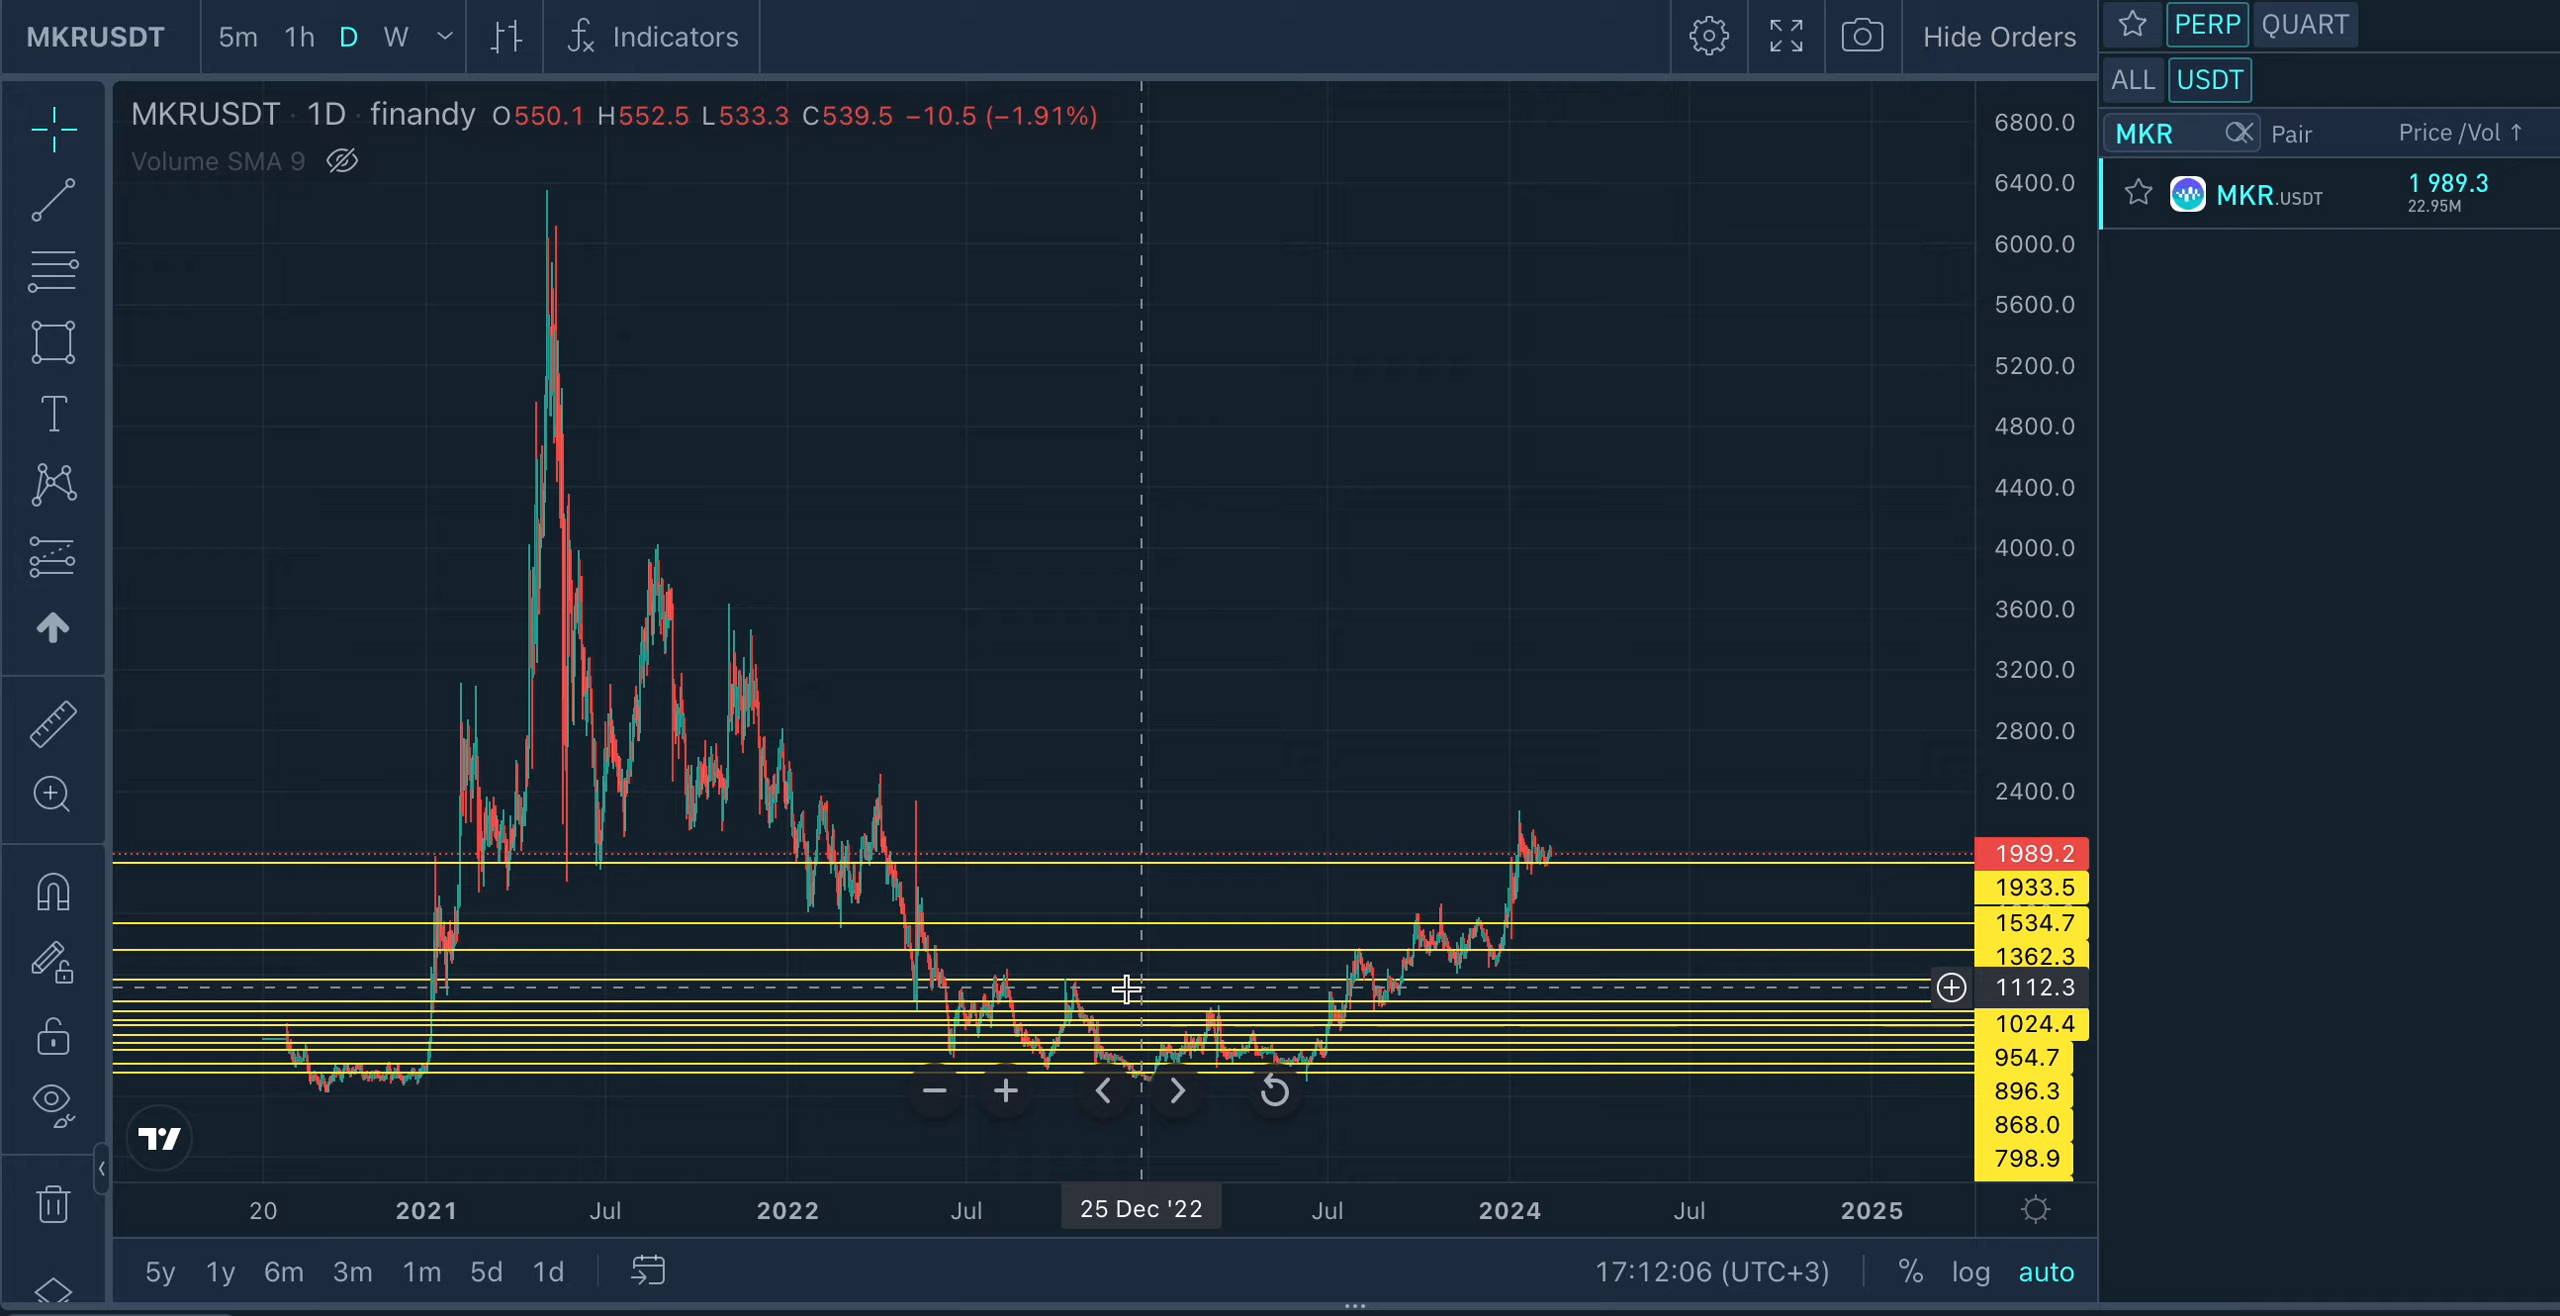 MKRUSDT 5m 1h D W Indicators Hide Orders
PERP QUART
ALL USDT
MKR Pair Price /Vol ↑
MKR.USDT 1 989.3
22.95M
MKRUSDT · 1D · finandy O550.1 H552.5 L533.3 C539.5 −10.5 (−1.91%)
Volume SMA 9
6800.0
6400.0
6000.0
5600.0
5200.0
4800.0
4400.0
4000.0
3600.0
3200.0
2800.0
2400.0
1989.2
1933.5
1534.7
1362.3
1112.3
1024.4
954.7
896.3
868.0
798.9
20 2021 Jul 2022 Jul 25 Dec '22 Jul 2024 Jul 2025
5y 1y 6m 3m 1m 5d 1d 17:12:06 (UTC+3) % log auto